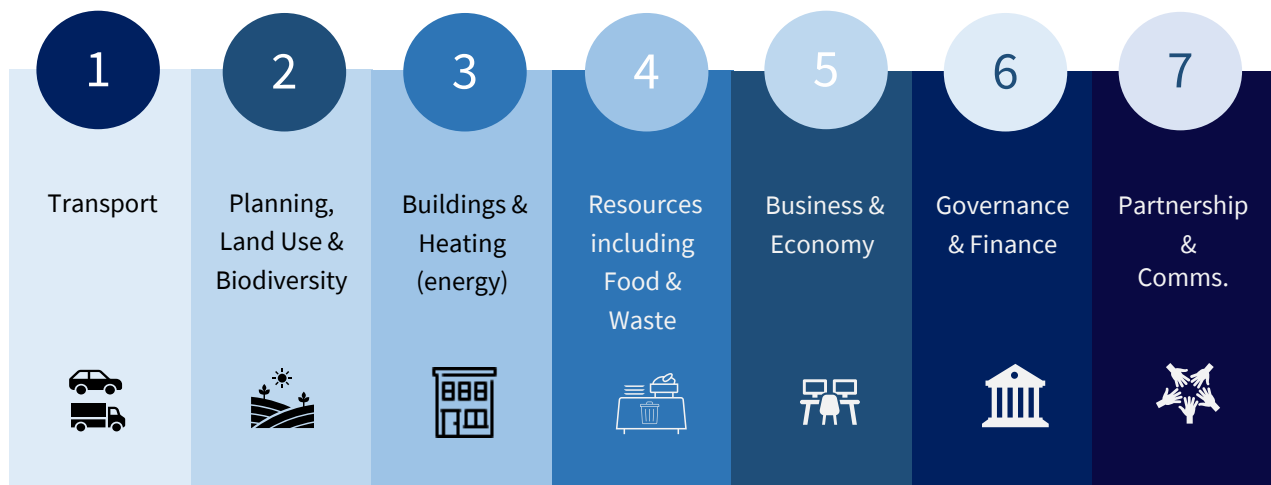 1
Transport
2
Planning,
Land Use &
Biodiversity
3
Buildings &
Heating
(energy)
4
Resources
including
Food &
Waste
5
Business &
Economy
6
Governance
& Finance
7
Partnership
&
Comms.